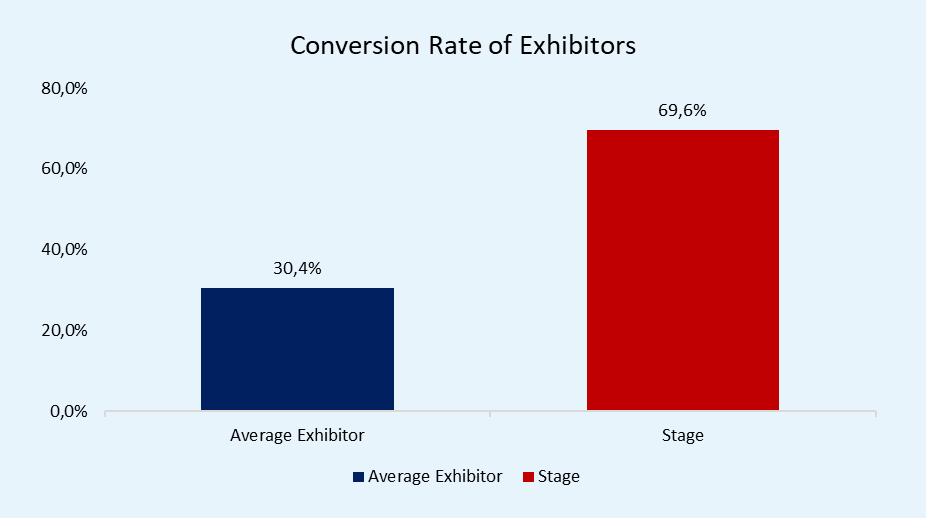 Conversion Rate of Exhibitors
80,0%
69,6%
60,0%
40,0%
30,4%
20,0%
0,0%
Average Exhibitor
Stage
Average Exhibitor
Stage